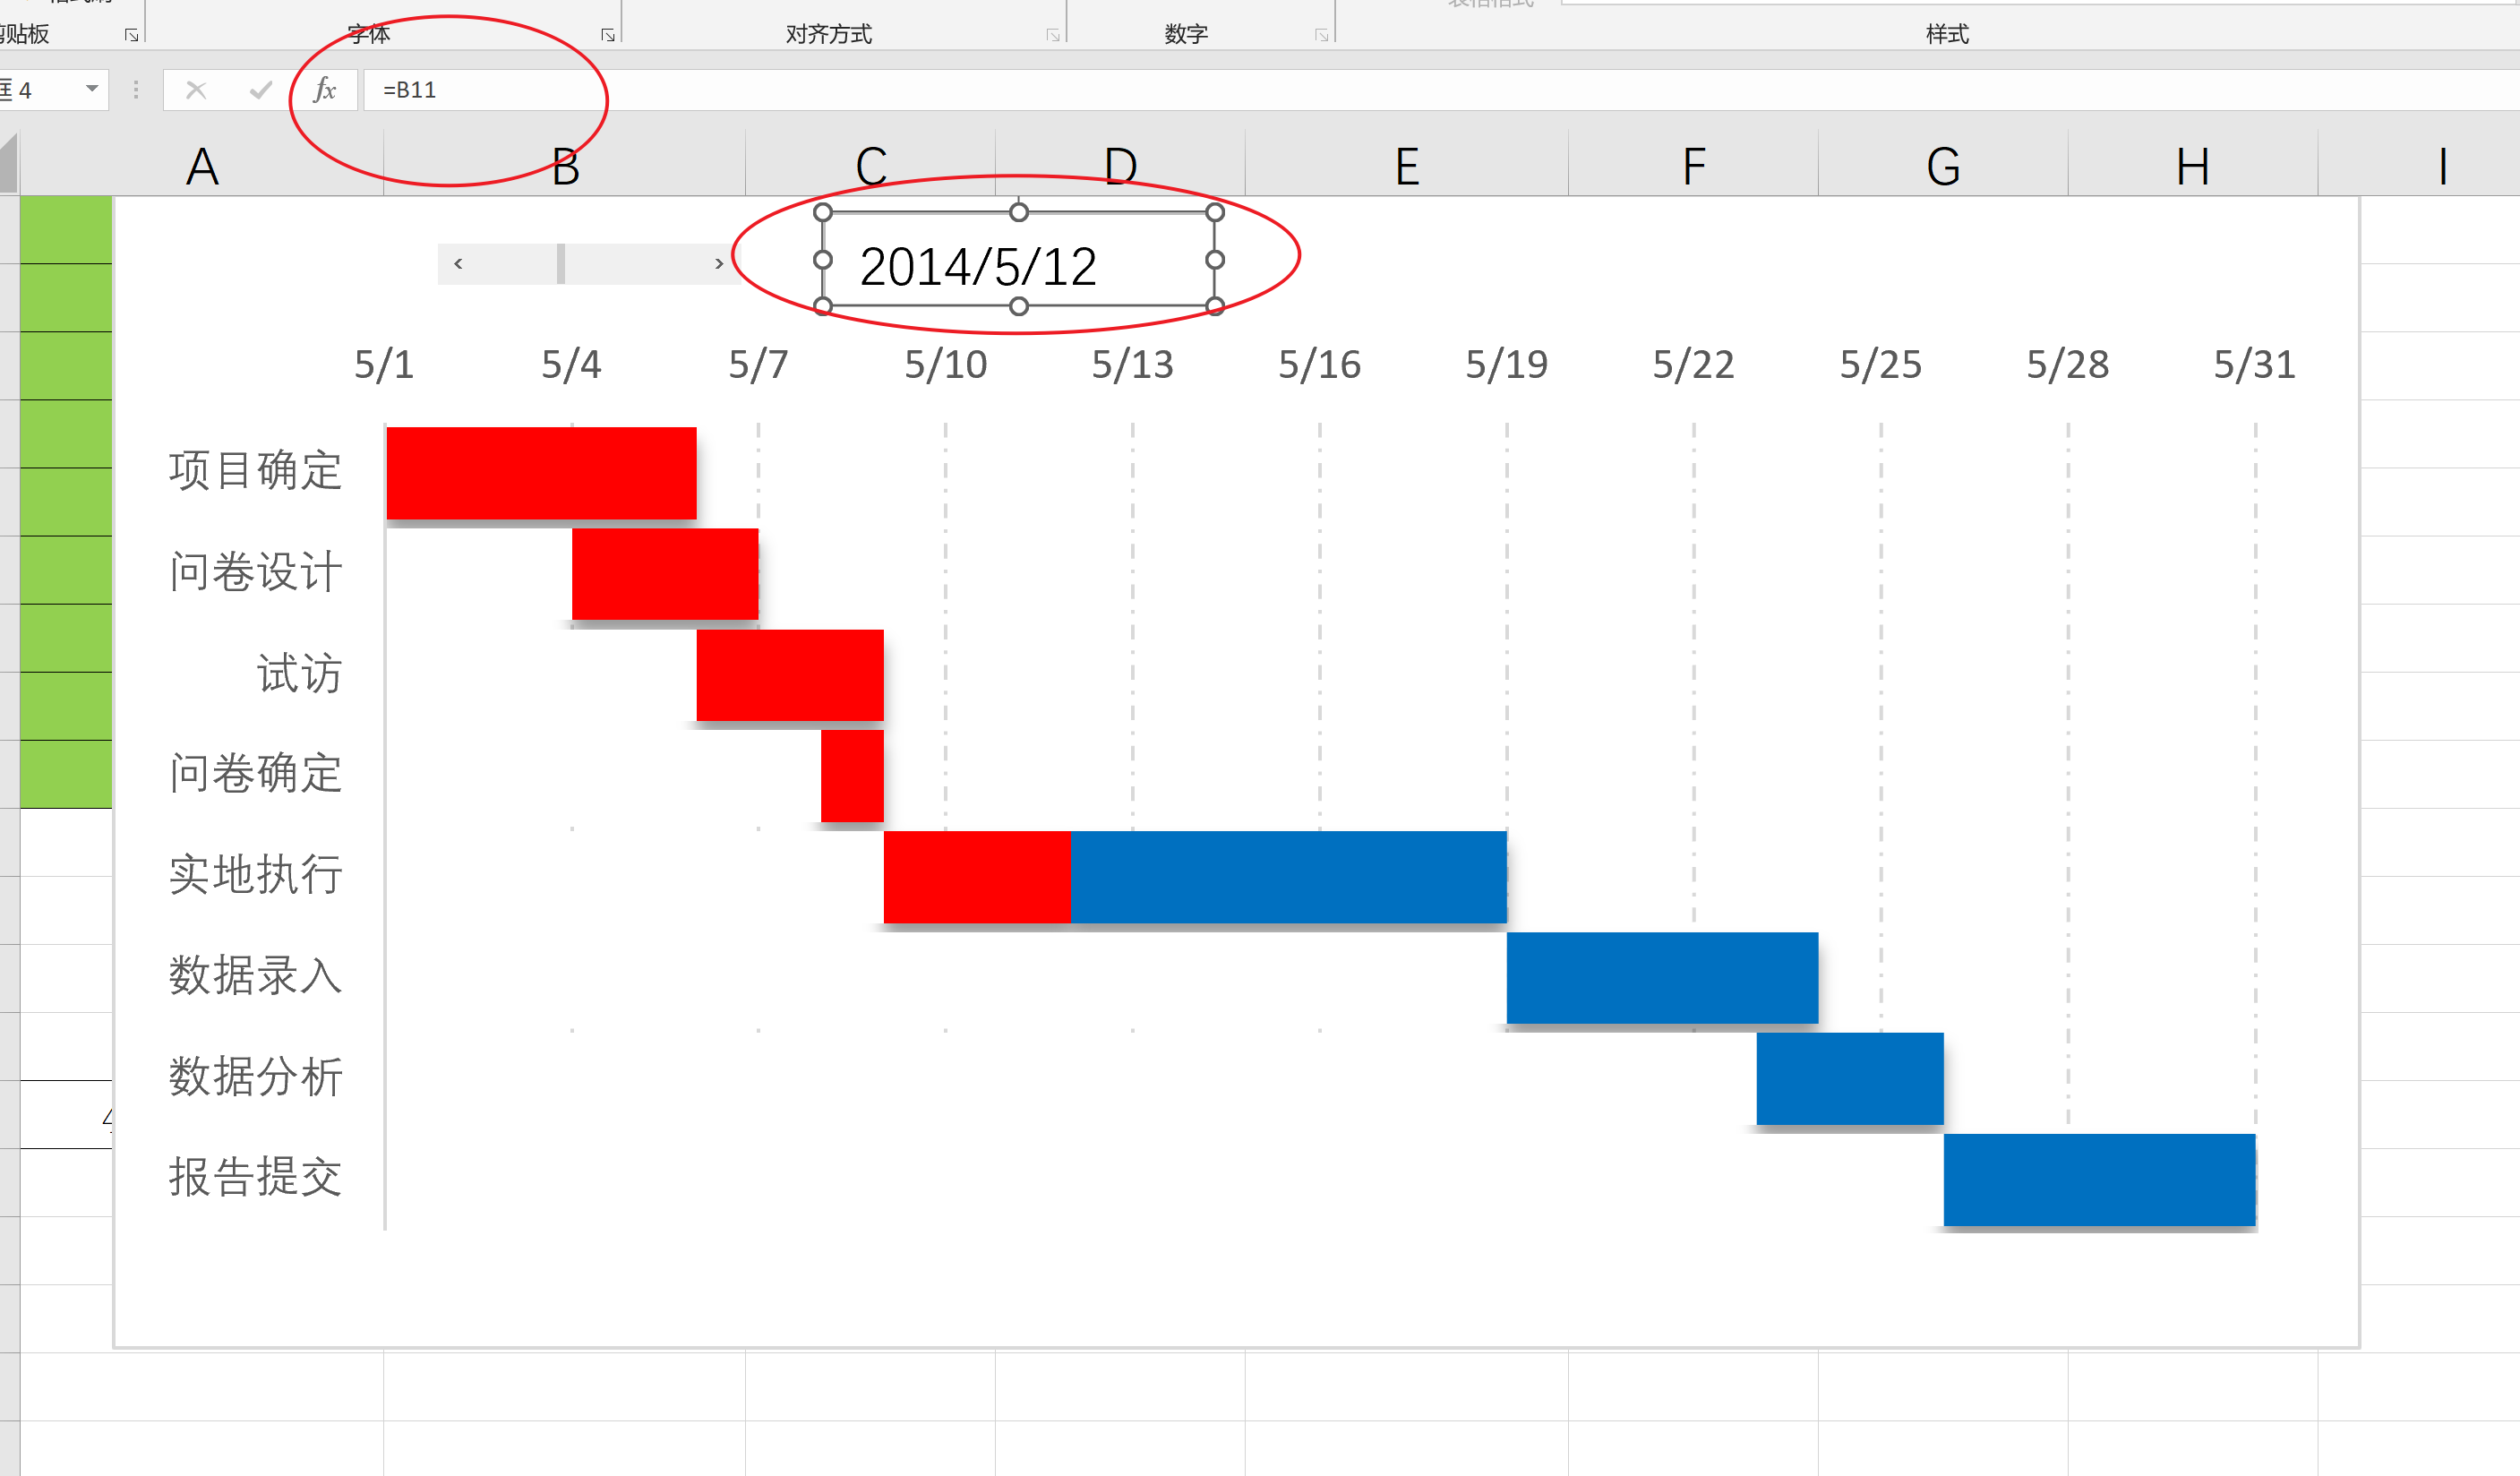 剪贴板 字体 对齐方式 数字 样式
框 4 fx =B11
A B C D E F G H I
2014/5/12
5/1 5/4 5/7 5/10 5/13 5/16 5/19 5/22 5/25 5/28 5/31
项目确定
问卷设计
试访
问卷确定
实地执行
数据录入
数据分析
报告提交